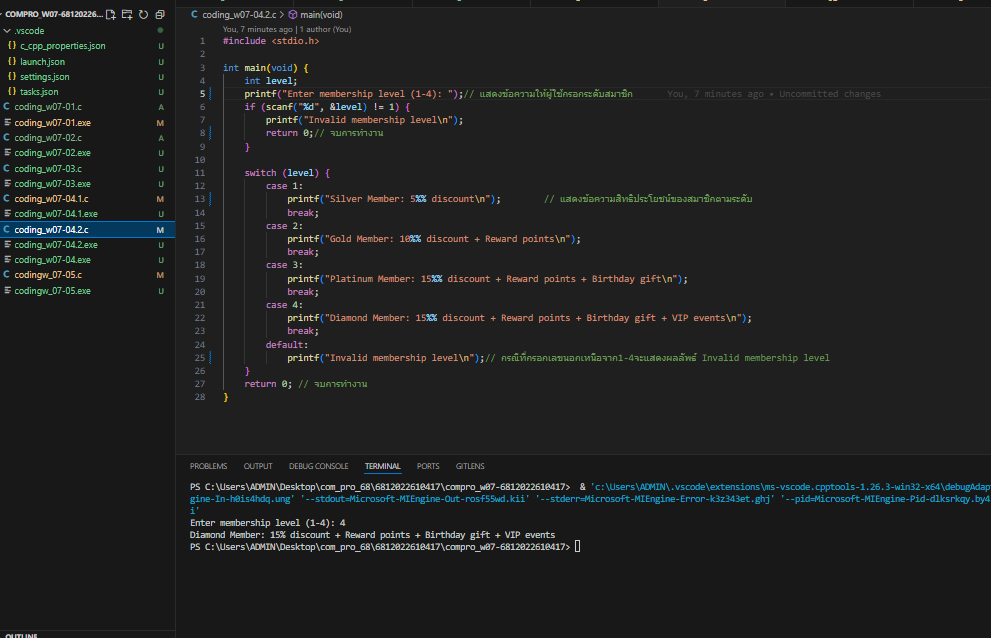 COMPRO_W07-68120226...
.vscode
{} c_cpp_properties.json U
{} launch.json U
{} settings.json U
{} tasks.json U
C coding_w07-01.c A
coding_w07-01.exe M
C coding_w07-02.c A
coding_w07-02.exe U
C coding_w07-03.c U
coding_w07-03.exe U
C coding_w07-04.1.c M
coding_w07-04.1.exe U
C coding_w07-04.2.c M
coding_w07-04.2.exe U
coding_w07-04.exe U
C codingw_07-05.c M
codingw_07-05.exe U
OUTLINE
C coding_w07-04.2.c > main(void)
You, 7 minutes ago | 1 author (You)
1 #include <stdio.h>
2
3 int main(void) {
4 int level;
5 printf("Enter membership level (1-4): ");// แสดงข้อความให้ผู้ใช้กรอกระดับสมาชิก You, 7 minutes ago • Uncommitted changes
6 if (scanf("%d", &level) != 1) {
7 printf("Invalid membership level\n");
8 return 0;// จบการทำงาน
9 }
10
11 switch (level) {
12 case 1:
13 printf("Silver Member: 5%% discount\n"); // แสดงข้อความสิทธิประโยชน์ของสมาชิกตามระดับ
14 break;
15 case 2:
16 printf("Gold Member: 10%% discount + Reward points\n");
17 break;
18 case 3:
19 printf("Platinum Member: 15%% discount + Reward points + Birthday gift\n");
20 break;
21 case 4:
22 printf("Diamond Member: 15%% discount + Reward points + Birthday gift + VIP events\n");
23 break;
24 default:
25 printf("Invalid membership level\n");// กรณีที่กรอกเลขนอกเหนือจาก1-4จะแสดงผลลัพธ์ Invalid membership level
26 }
27 return 0; // จบการทำงาน
28 }
PROBLEMS OUTPUT DEBUG CONSOLE TERMINAL PORTS GITLENS
PS C:\Users\ADMIN\Desktop\com_pro_68\6812022610417\compro_w07-6812022610417> & 'c:\Users\ADMIN\.vscode\extensions\ms-vscode.cpptools-1.26.3-win32-x64\debugAdap
gine-In-h0is4hdq.ung' '--stdout=Microsoft-MIEngine-Out-rosf55wd.kii' '--stderr=Microsoft-MIEngine-Error-k3z343et.ghj' '--pid=Microsoft-MIEngine-Pid-dlksrkqy.by4
i'
Enter membership level (1-4): 4
Diamond Member: 15% discount + Reward points + Birthday gift + VIP events
PS C:\Users\ADMIN\Desktop\com_pro_68\6812022610417\compro_w07-6812022610417>